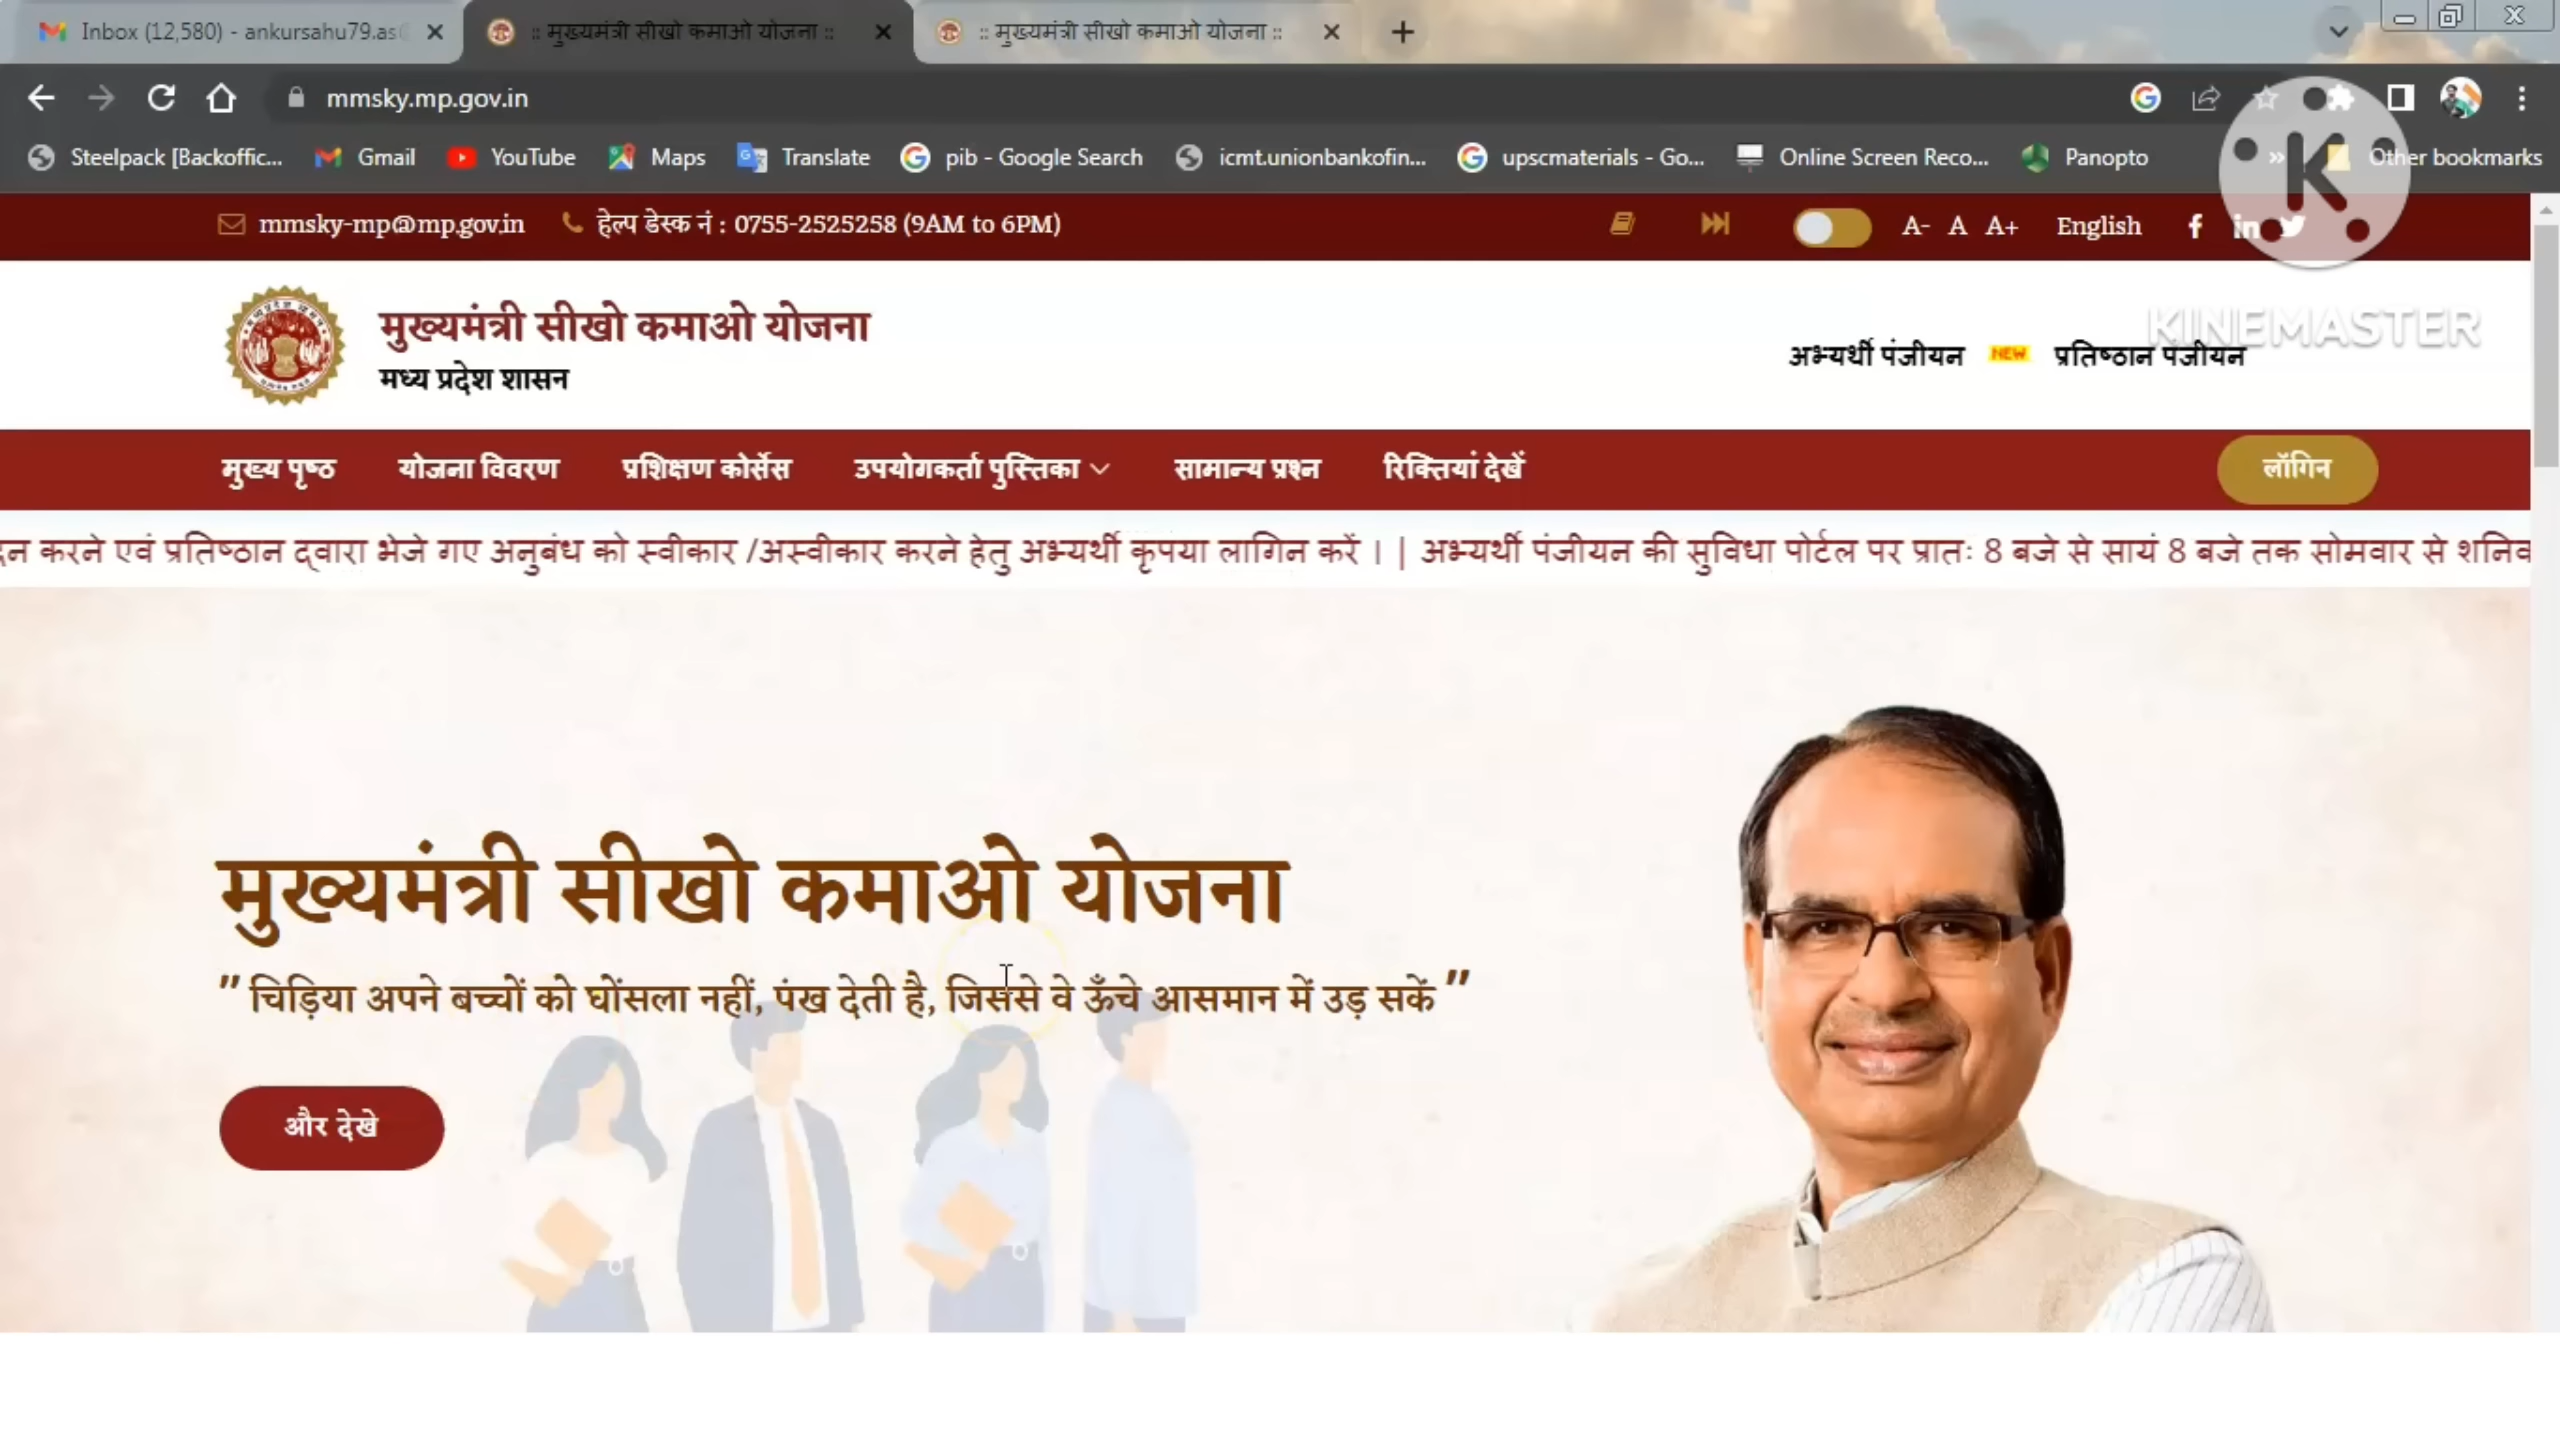 Inbox (12,580) - ankursahu79.as
:: मुख्यमंत्री सीखो कमाओ योजना ::
:: मुख्यमंत्री सीखो कमाओ योजना ::
mmsky.mp.gov.in
Steelpack [Backoffic... Gmail YouTube Maps Translate pib - Google Search icmt.unionbankofin... upscmaterials - Go... Online Screen Reco... Panopto » Other bookmarks
mmsky-mp@mp.gov.in हेल्प डेस्क नं : 0755-2525258 (9AM to 6PM) A- A A+ English
K
KINEMASTER
मुख्यमंत्री सीखो कमाओ योजना
मध्य प्रदेश शासन
अभ्यर्थी पंजीयन NEW प्रतिष्ठान पंजीयन
मुख्य पृष्ठ योजना विवरण प्रशिक्षण कोर्सेस उपयोगकर्ता पुस्तिका सामान्य प्रश्न रिक्तियां देखें लॉगिन
करने एवं प्रतिष्ठान द्वारा भेजे गए अनुबंध को स्वीकार /अस्वीकार करने हेतु अभ्यर्थी कृपया लागिन करें । | अभ्यर्थी पंजीयन की सुविधा पोर्टल पर प्रातः 8 बजे से सायं 8 बजे तक सोमवार से
मुख्यमंत्री सीखो कमाओ योजना
" चिड़िया अपने बच्चों को घोंसला नहीं, पंख देती है, जिससे वे ऊँचे आसमान में उड़ सकें "
और देखे